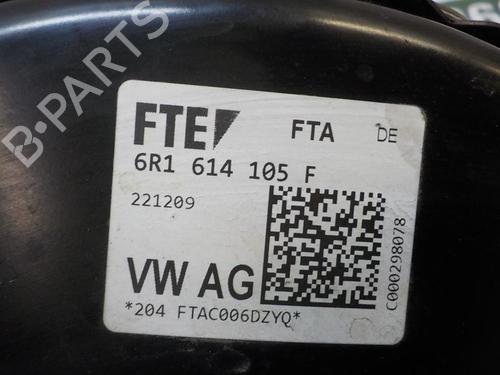 FTE
FTA
DE
6R1 614 105 F
221209
C000298078
VW AG
*204 FTAC006DZYQ*
B-PARTS